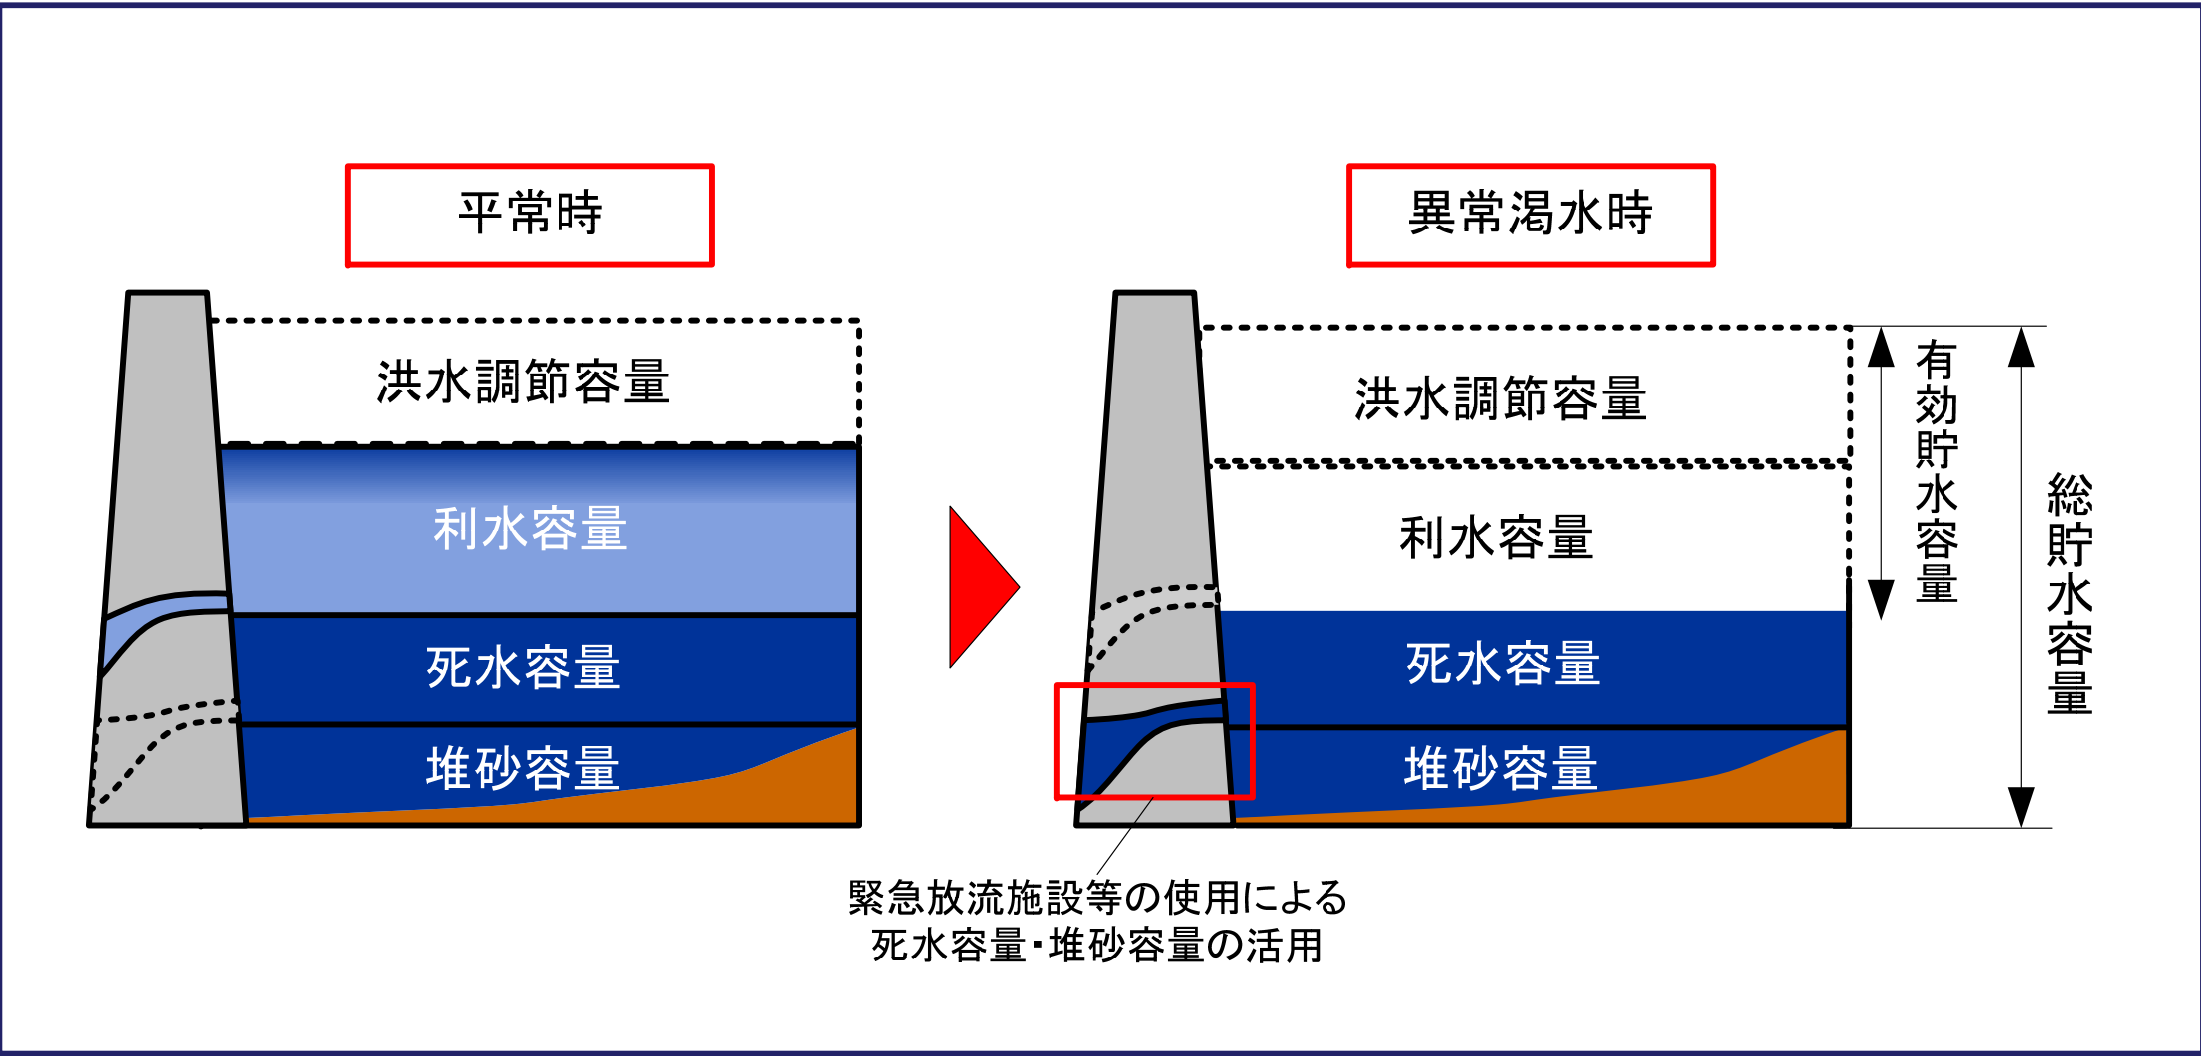 平常時
異常渇水時
洪水調節容量
利水容量
死水容量
堆砂容量
洪水調節容量
利水容量
死水容量
堆砂容量
有効貯水容量
総貯水容量
緊急放流施設等の使用による
死水容量・堆砂容量の活用